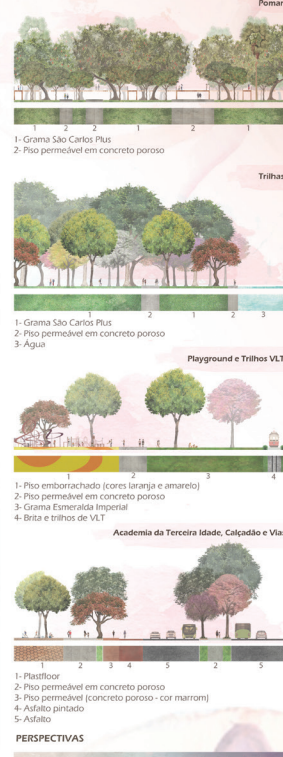 Pomar
1 2 2 1 2 1
1- Grama São Carlos Plus
2- Piso permeável em concreto poroso
Trilhas
1 2 1 2 3
1- Grama São Carlos Plus
2- Piso permeável em concreto poroso
3- Água
Playground e Trilhos VLT
1 2 3 4
1- Piso emborrachado (cores laranja e amarelo)
2- Piso permeável em concreto poroso
3- Grama Esmeralda Imperial
4- Brita e trilhos de VLT
Academia da Terceira Idade, Calçadão e Vias
1 2 3 4 5 2 5
1- Plastfloor
2- Piso permeável em concreto poroso
3- Piso permeável (concreto poroso - cor marrom)
4- Asfalto pintado
5- Asfalto
PERSPECTIVAS